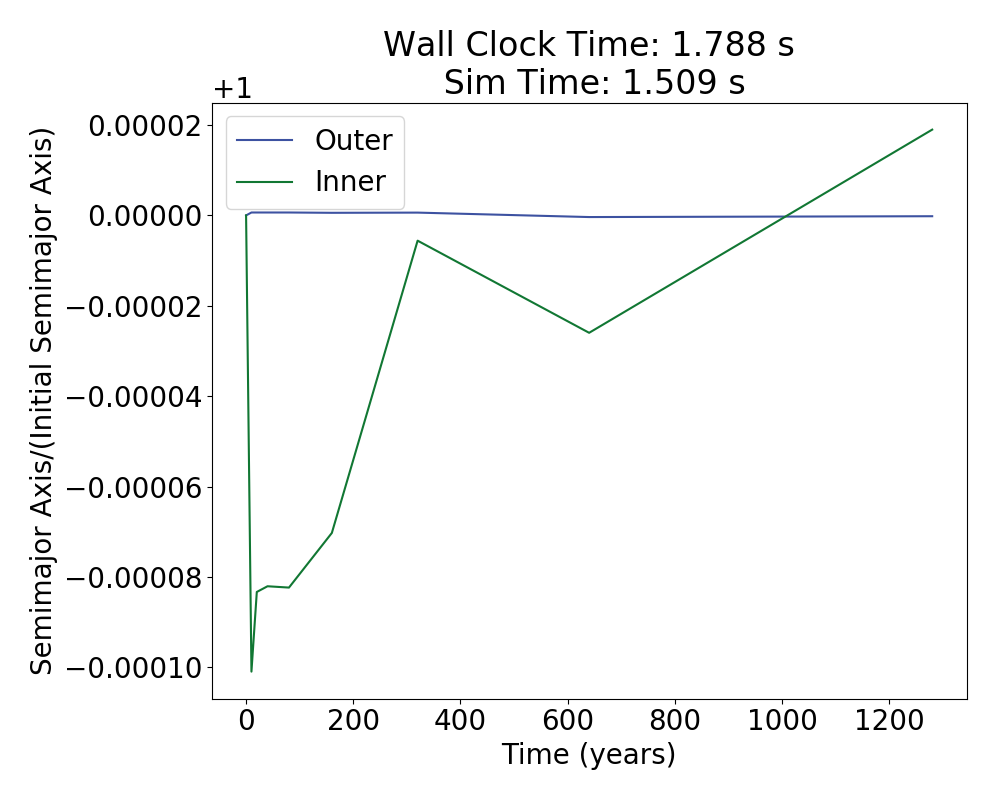 Wall Clock Time: 1.788 s
Sim Time: 1.509 s
+1
Outer
Inner
0.00002
0.00000
−0.00002
−0.00004
−0.00006
−0.00008
−0.00010
Semimajor Axis/(Initial Semimajor Axis)
0
200
400
600
800
1000
1200
Time (years)